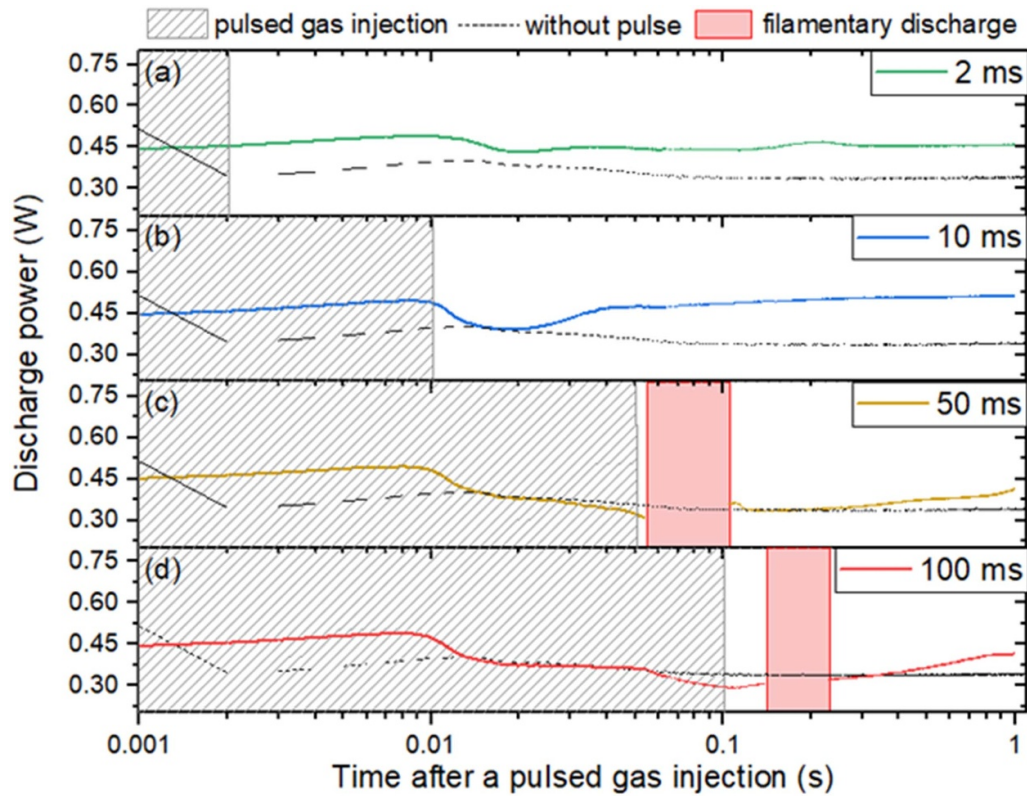 pulsed gas injection without pulse filamentary discharge
0.75
(a)
2 ms
0.60
0.45
0.30
0.75
(b)
10 ms
0.60
0.45
0.30
0.75
(c)
50 ms
0.60
0.45
0.30
0.75
(d)
100 ms
0.60
0.45
0.30
Discharge power (W)
0.001 0.01 0.1 1
Time after a pulsed gas injection (s)